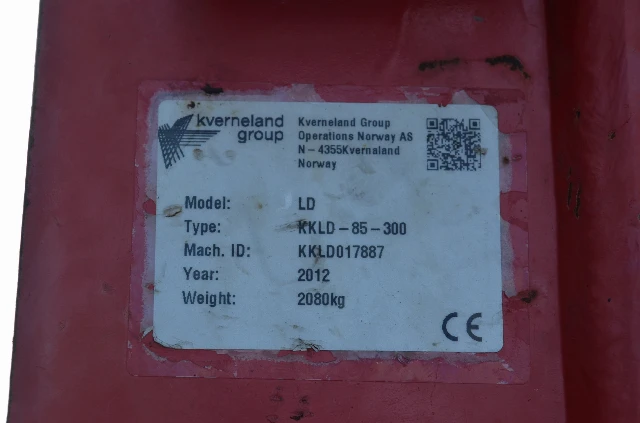 kverneland
group
Kverneland Group
Operations Norway AS
N - 4355Kvernaland
Norway
Model: LD
Type: KKLD-85-300
Mach. ID: KKLD017887
Year: 2012
Weight: 2080kg
CE